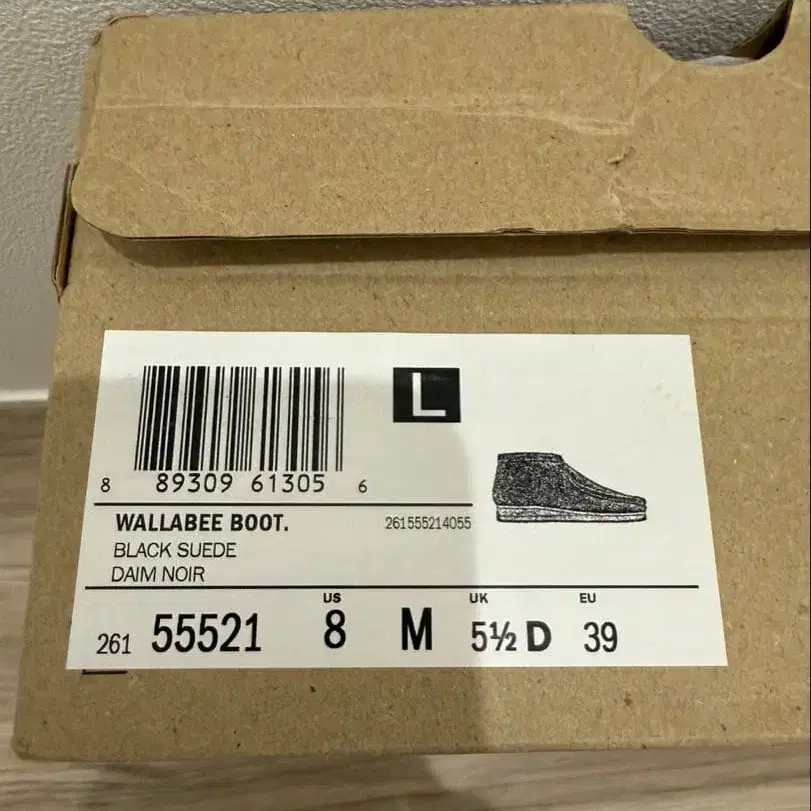 L
8 89309 61305 6
WALLABEE BOOT. 261555214055
BLACK SUEDE
DAIM NOIR
US UK EU
261 55521 8 M 5½ D 39